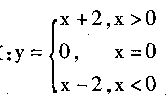 :y=
x+2,x>0
0, x=0
x-2,x<0